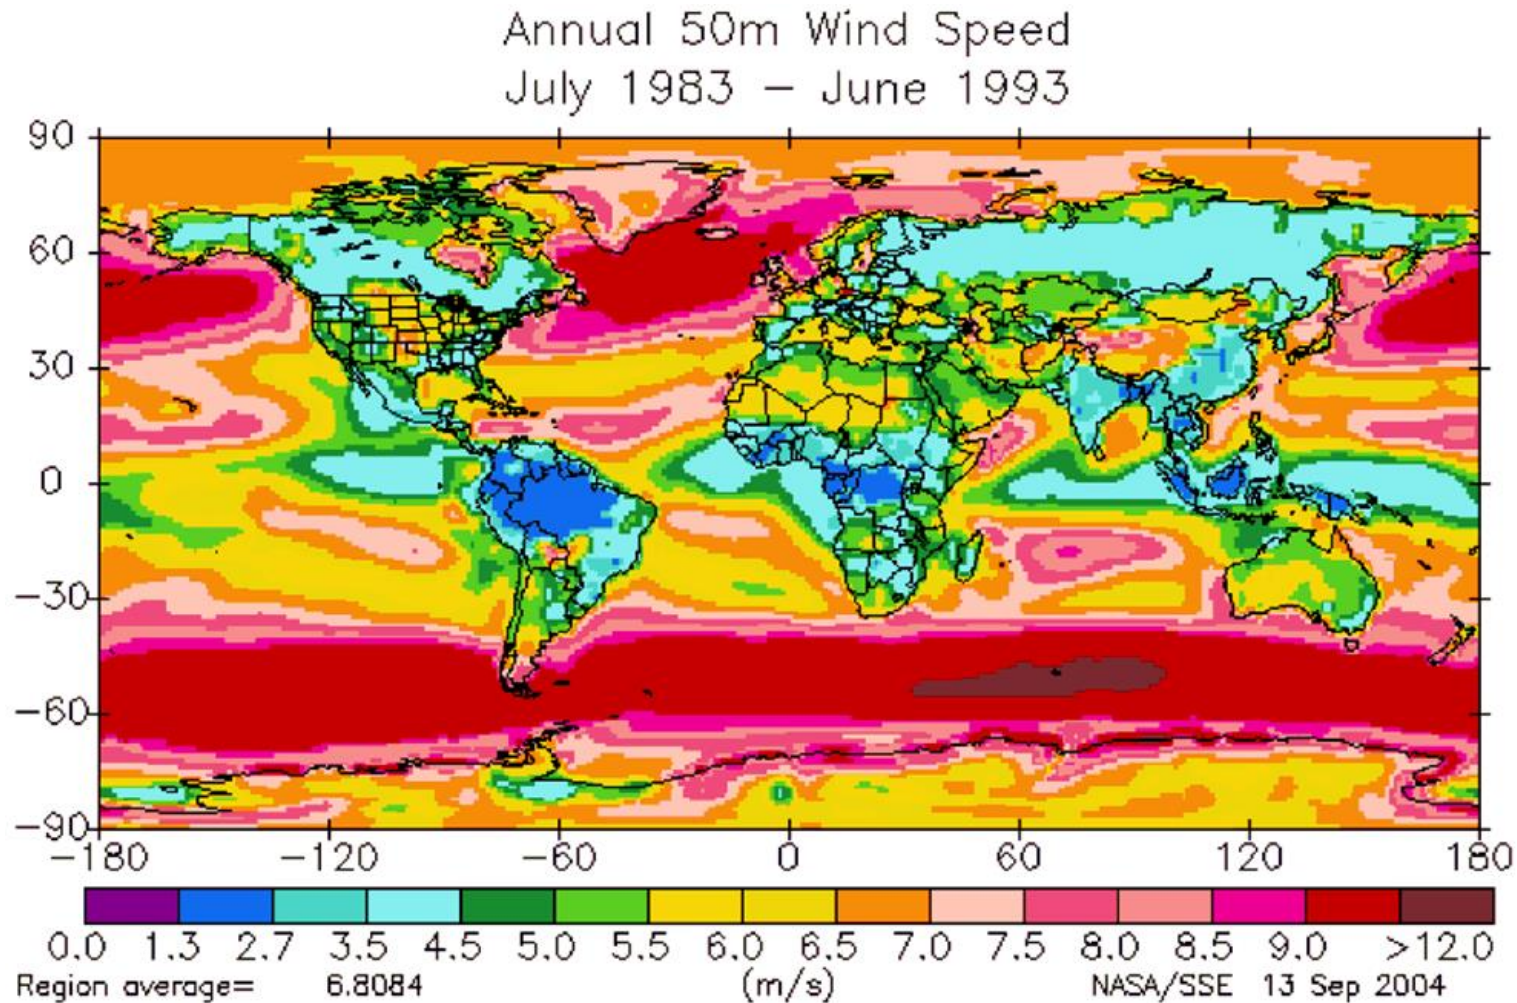 Annual 50m Wind Speed
July 1983 – June 1993
90
60
30
0
−30
−60
−90
−180 −120 −60 0 60 120 180
0.0 1.3 2.7 3.5 4.5 5.0 5.5 6.0 6.5 7.0 7.5 8.0 8.5 9.0 >12.0
Region average= 6.8084 (m/s) NASA/SSE 13 Sep 2004